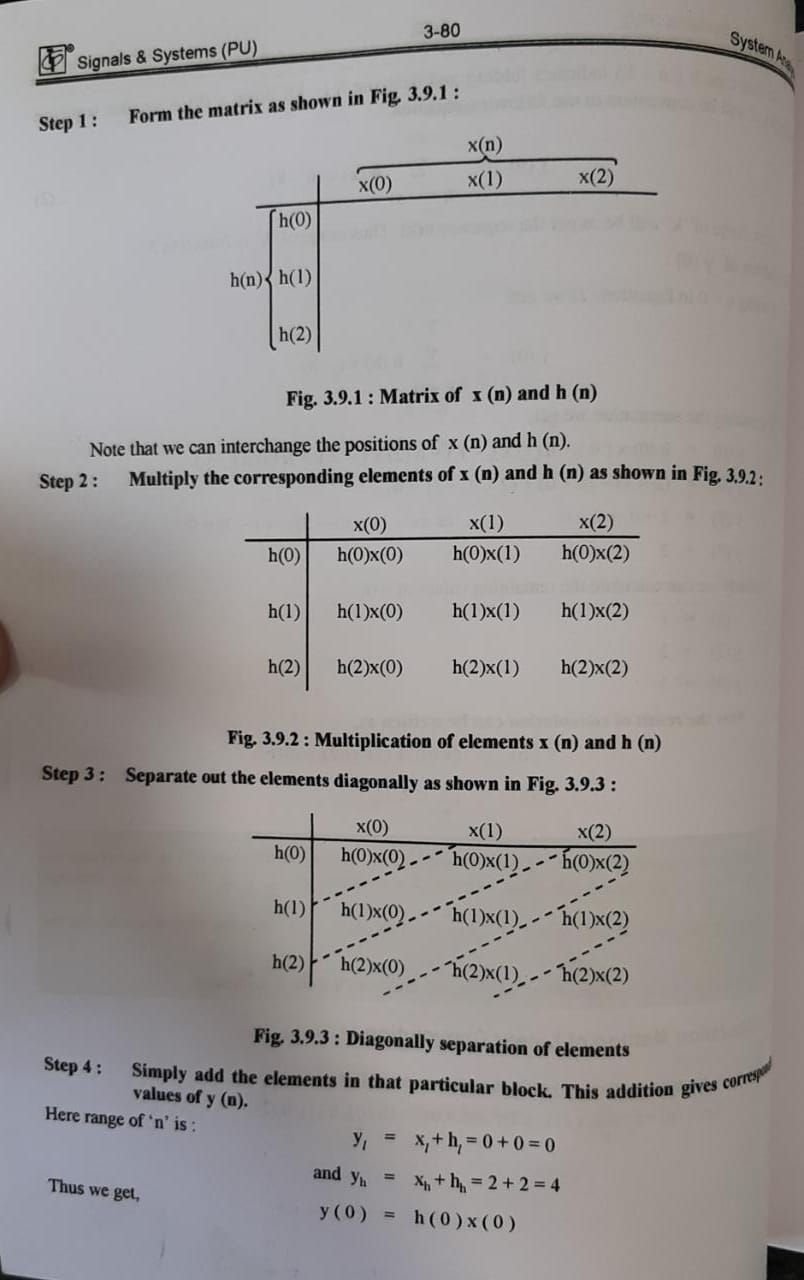 3-80
Signals & Systems (PU)
System
Step 1 : Form the matrix as shown in Fig. 3.9.1 :
x(n)
x(0) x(1) x(2)
h(0)
h(n) h(1)
h(2)
Fig. 3.9.1 : Matrix of x (n) and h (n)
Note that we can interchange the positions of x (n) and h (n).
Step 2 : Multiply the corresponding elements of x (n) and h (n) as shown in Fig. 3.9.2 :
x(0) x(1) x(2)
h(0) h(0)x(0) h(0)x(1) h(0)x(2)
h(1) h(1)x(0) h(1)x(1) h(1)x(2)
h(2) h(2)x(0) h(2)x(1) h(2)x(2)
Fig. 3.9.2 : Multiplication of elements x (n) and h (n)
Step 3 : Separate out the elements diagonally as shown in Fig. 3.9.3 :
x(0) x(1) x(2)
h(0) h(0)x(0) h(0)x(1) h(0)x(2)
h(1) h(1)x(0) h(1)x(1) h(1)x(2)
h(2) h(2)x(0) h(2)x(1) h(2)x(2)
Fig. 3.9.3 : Diagonally separation of elements
Step 4 : Simply add the elements in that particular block. This addition gives
values of y (n).
Here range of 'n' is :
y_l = x_l + h_l = 0 + 0 = 0
and y_h = x_h + h_h = 2 + 2 = 4
Thus we get,
y ( 0 ) = h ( 0 ) x ( 0 )